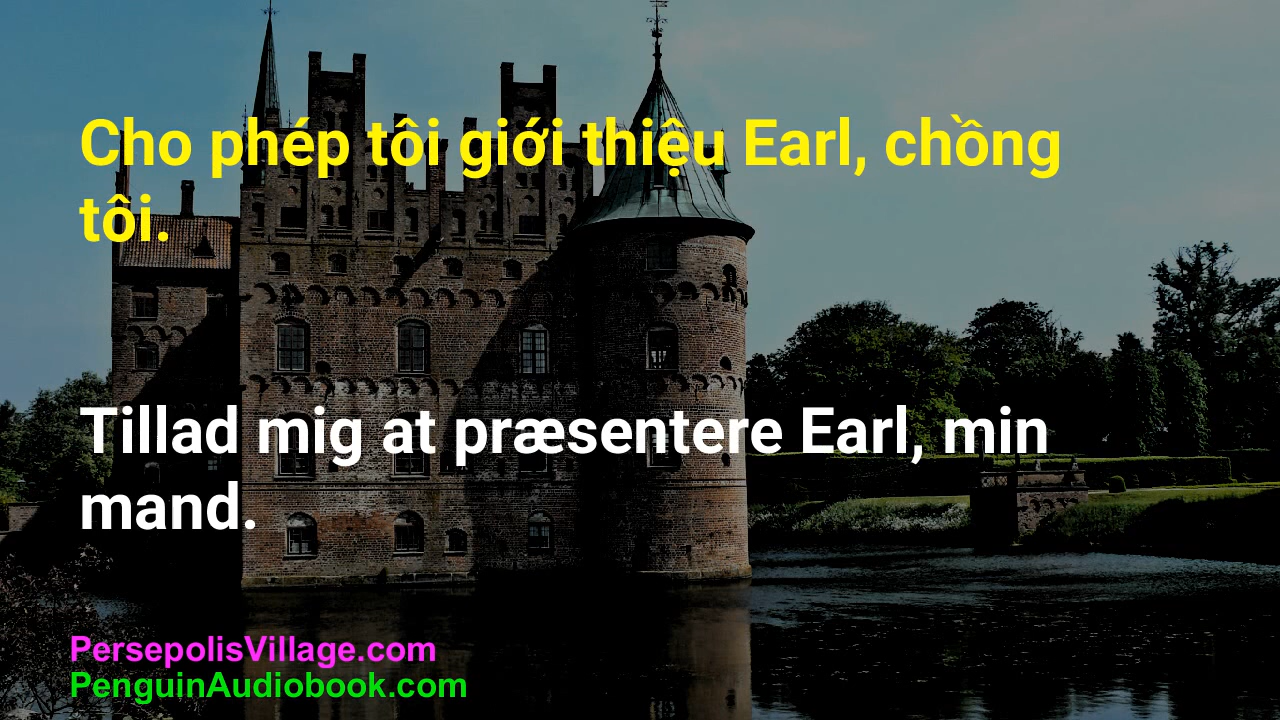 Cho phép tôi giới thiệu Earl, chồng
tôi.
Tillad mig at præsentere Earl, min
mand.
PersepolisVillage.com
PenguinAudiobook.com